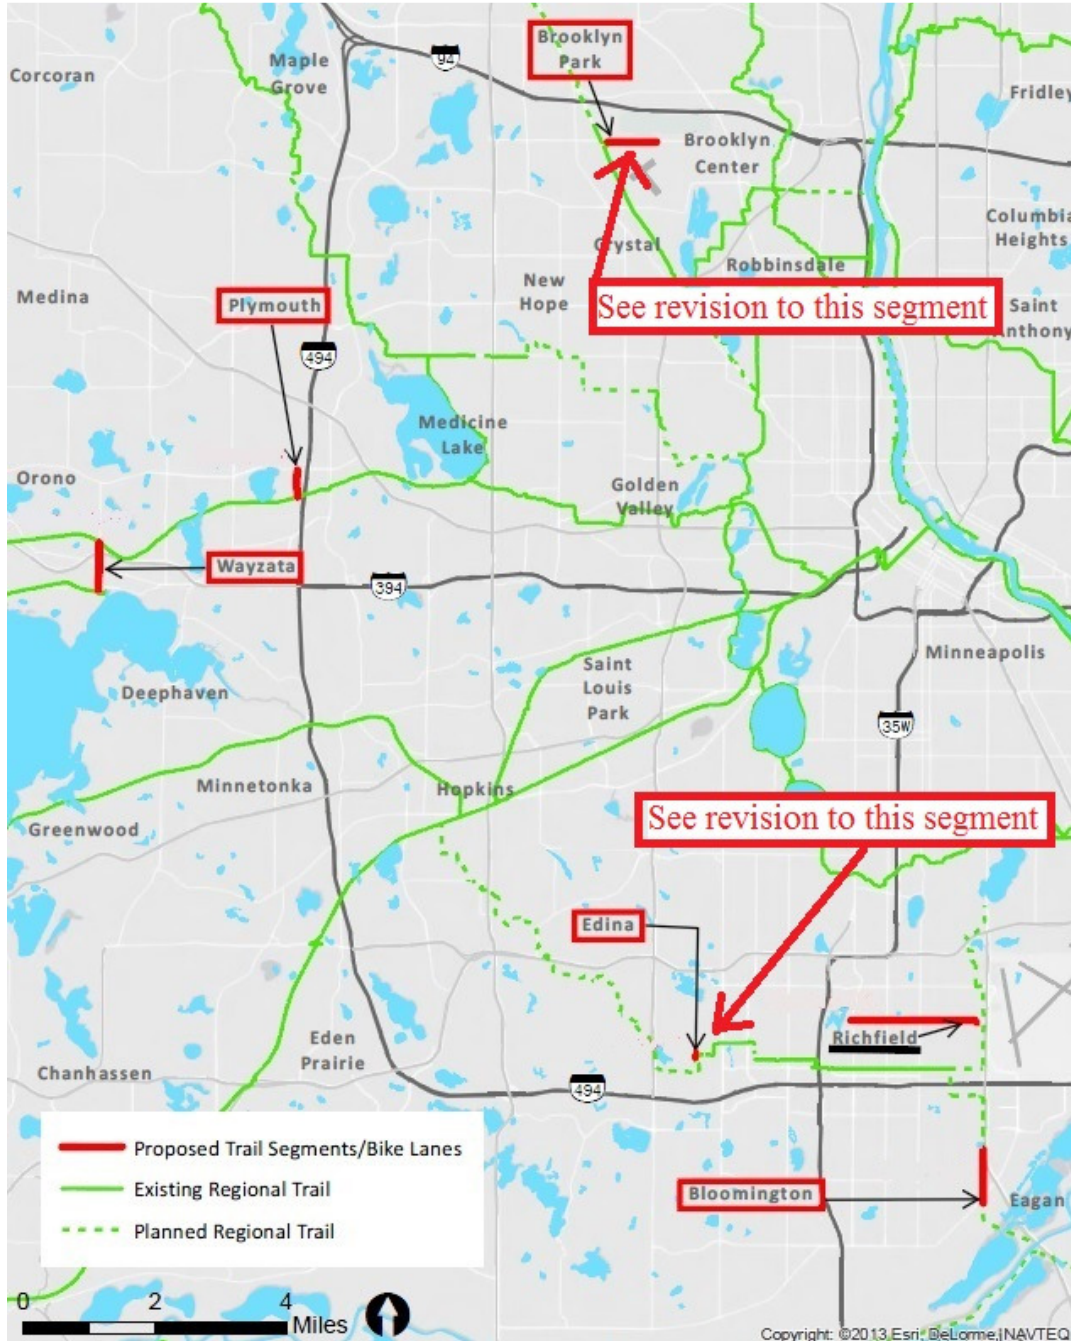 Corcoran
Maple
Grove
94
Brooklyn
Park
Fridley
Brooklyn
Center
Columbia
Heights
Crystal
Robbinsdale
Medina
Plymouth
New
Hope
See revision to this segment
Saint
nthony
494
Medicine
Lake
Orono
Golden
Valley
Wayzata
394
Saint
Louis
Park
Minneapolis
Deephaven
35W
Minnetonka
Hopkins
Greenwood
See revision to this segment
Edina
Richfield
Eden
Prairie
Chanhassen
494
Proposed Trail Segments/Bike Lanes
Existing Regional Trail
Planned Regional Trail
Bloomington
Eagan
0 2 4
Miles
Copyright: ©2013 Esri, DeLorme, NAVTEQ